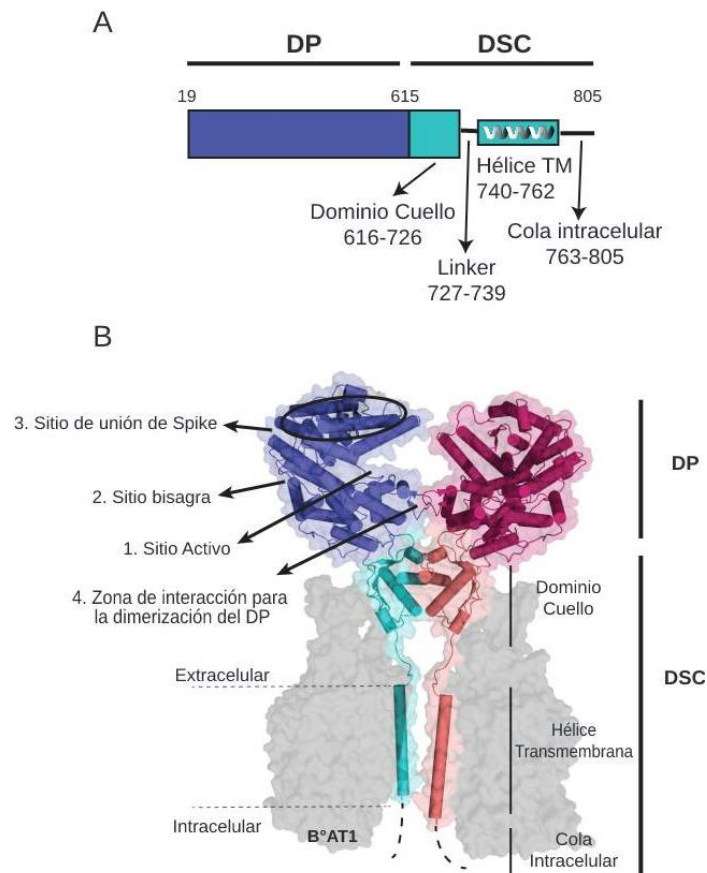 A
DP
DSC
19
615
805
Hélice TM
740-762
Dominio Cuello
616-726
Cola intracelular
763-805
Linker
727-739
B
3. Sitio de unión de Spike
DP
2. Sitio bisagra
1. Sitio Activo
4. Zona de interacción para
la dimerización del DP
Dominio
Cuello
Extracelular
DSC
Hélice
Transmembrana
Intracelular
B°AT1
Cola
Intracelular